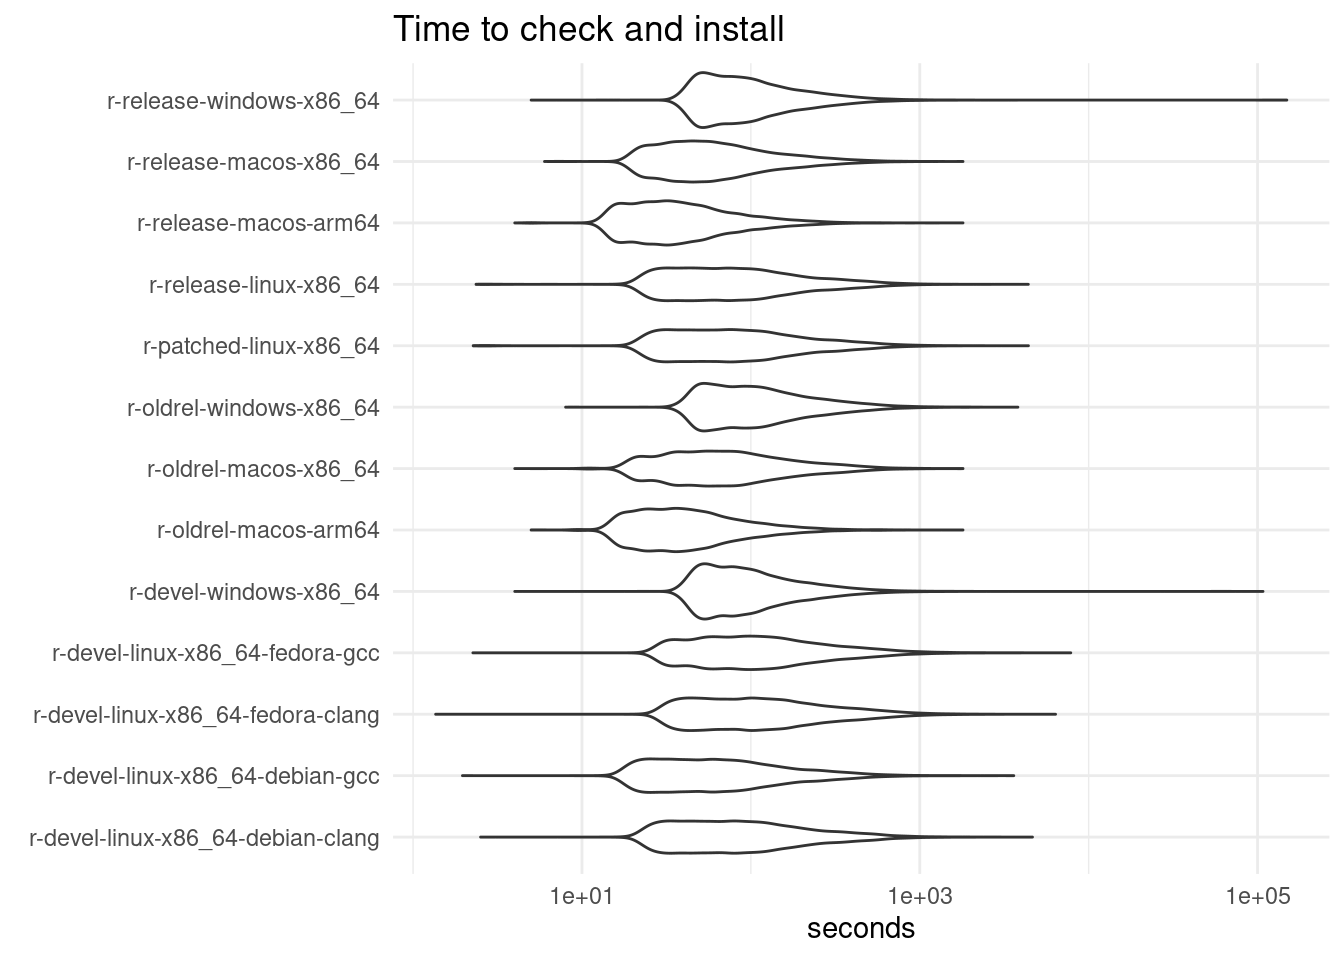 Time to check and install
r-release-windows-x86_64
r-release-macos-x86_64
r-release-macos-arm64
r-release-linux-x86_64
r-patched-linux-x86_64
r-oldrel-windows-x86_64
r-oldrel-macos-x86_64
r-oldrel-macos-arm64
r-devel-windows-x86_64
r-devel-linux-x86_64-fedora-gcc
r-devel-linux-x86_64-fedora-clang
r-devel-linux-x86_64-debian-gcc
r-devel-linux-x86_64-debian-clang
1e+01 1e+03 1e+05
seconds